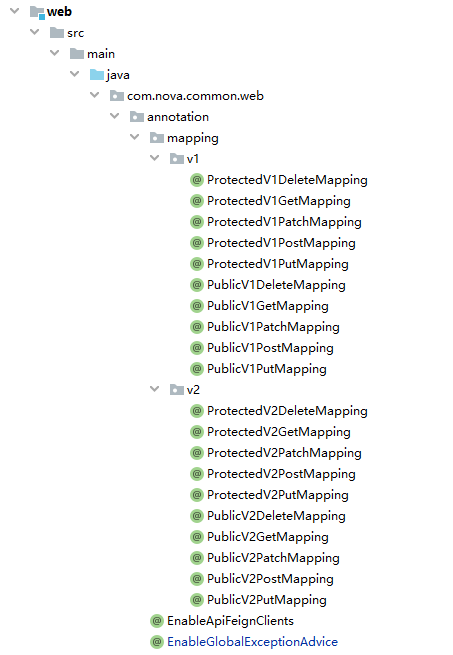 web
src
main
java
com.nova.common.web
annotation
mapping
v1
ProtectedV1DeleteMapping
ProtectedV1GetMapping
ProtectedV1PatchMapping
ProtectedV1PostMapping
ProtectedV1PutMapping
PublicV1DeleteMapping
PublicV1GetMapping
PublicV1PatchMapping
PublicV1PostMapping
PublicV1PutMapping
v2
ProtectedV2DeleteMapping
ProtectedV2GetMapping
ProtectedV2PatchMapping
ProtectedV2PostMapping
ProtectedV2PutMapping
PublicV2DeleteMapping
PublicV2GetMapping
PublicV2PatchMapping
PublicV2PostMapping
PublicV2PutMapping
EnableApiFeignClients
EnableGlobalExceptionAdvice